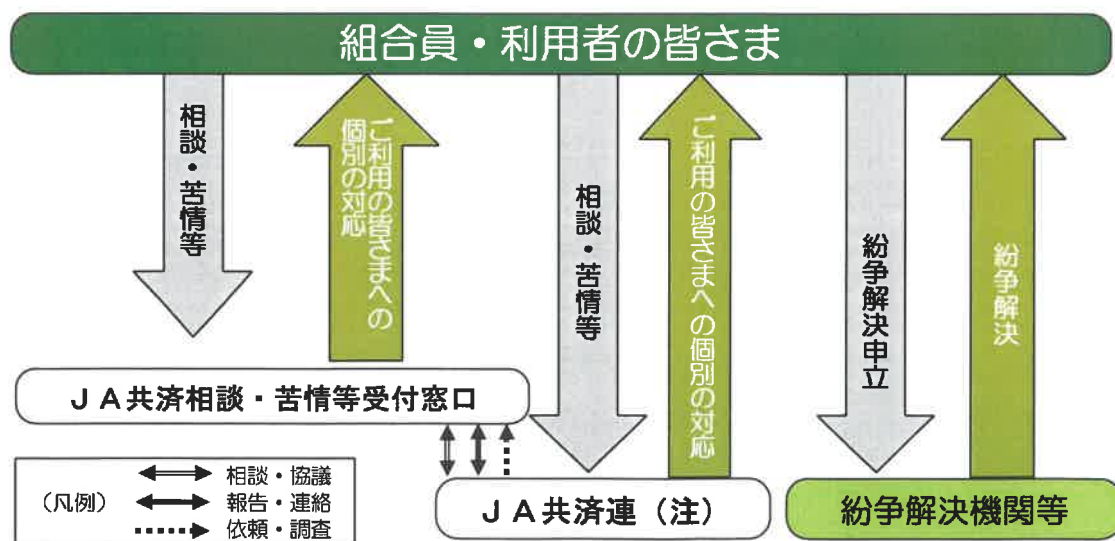 組合員・利用者の皆さま
相談・苦情等
ご利用の皆さまへの
個別の対応
相談・苦情等
ご利用の皆さまへの個別の対応
紛争解決申立
紛争解決
JA共済相談・苦情等受付窓口
(凡例)
相談・協議
報告・連絡
依頼・調査
JA共済連（注）
紛争解決機関等